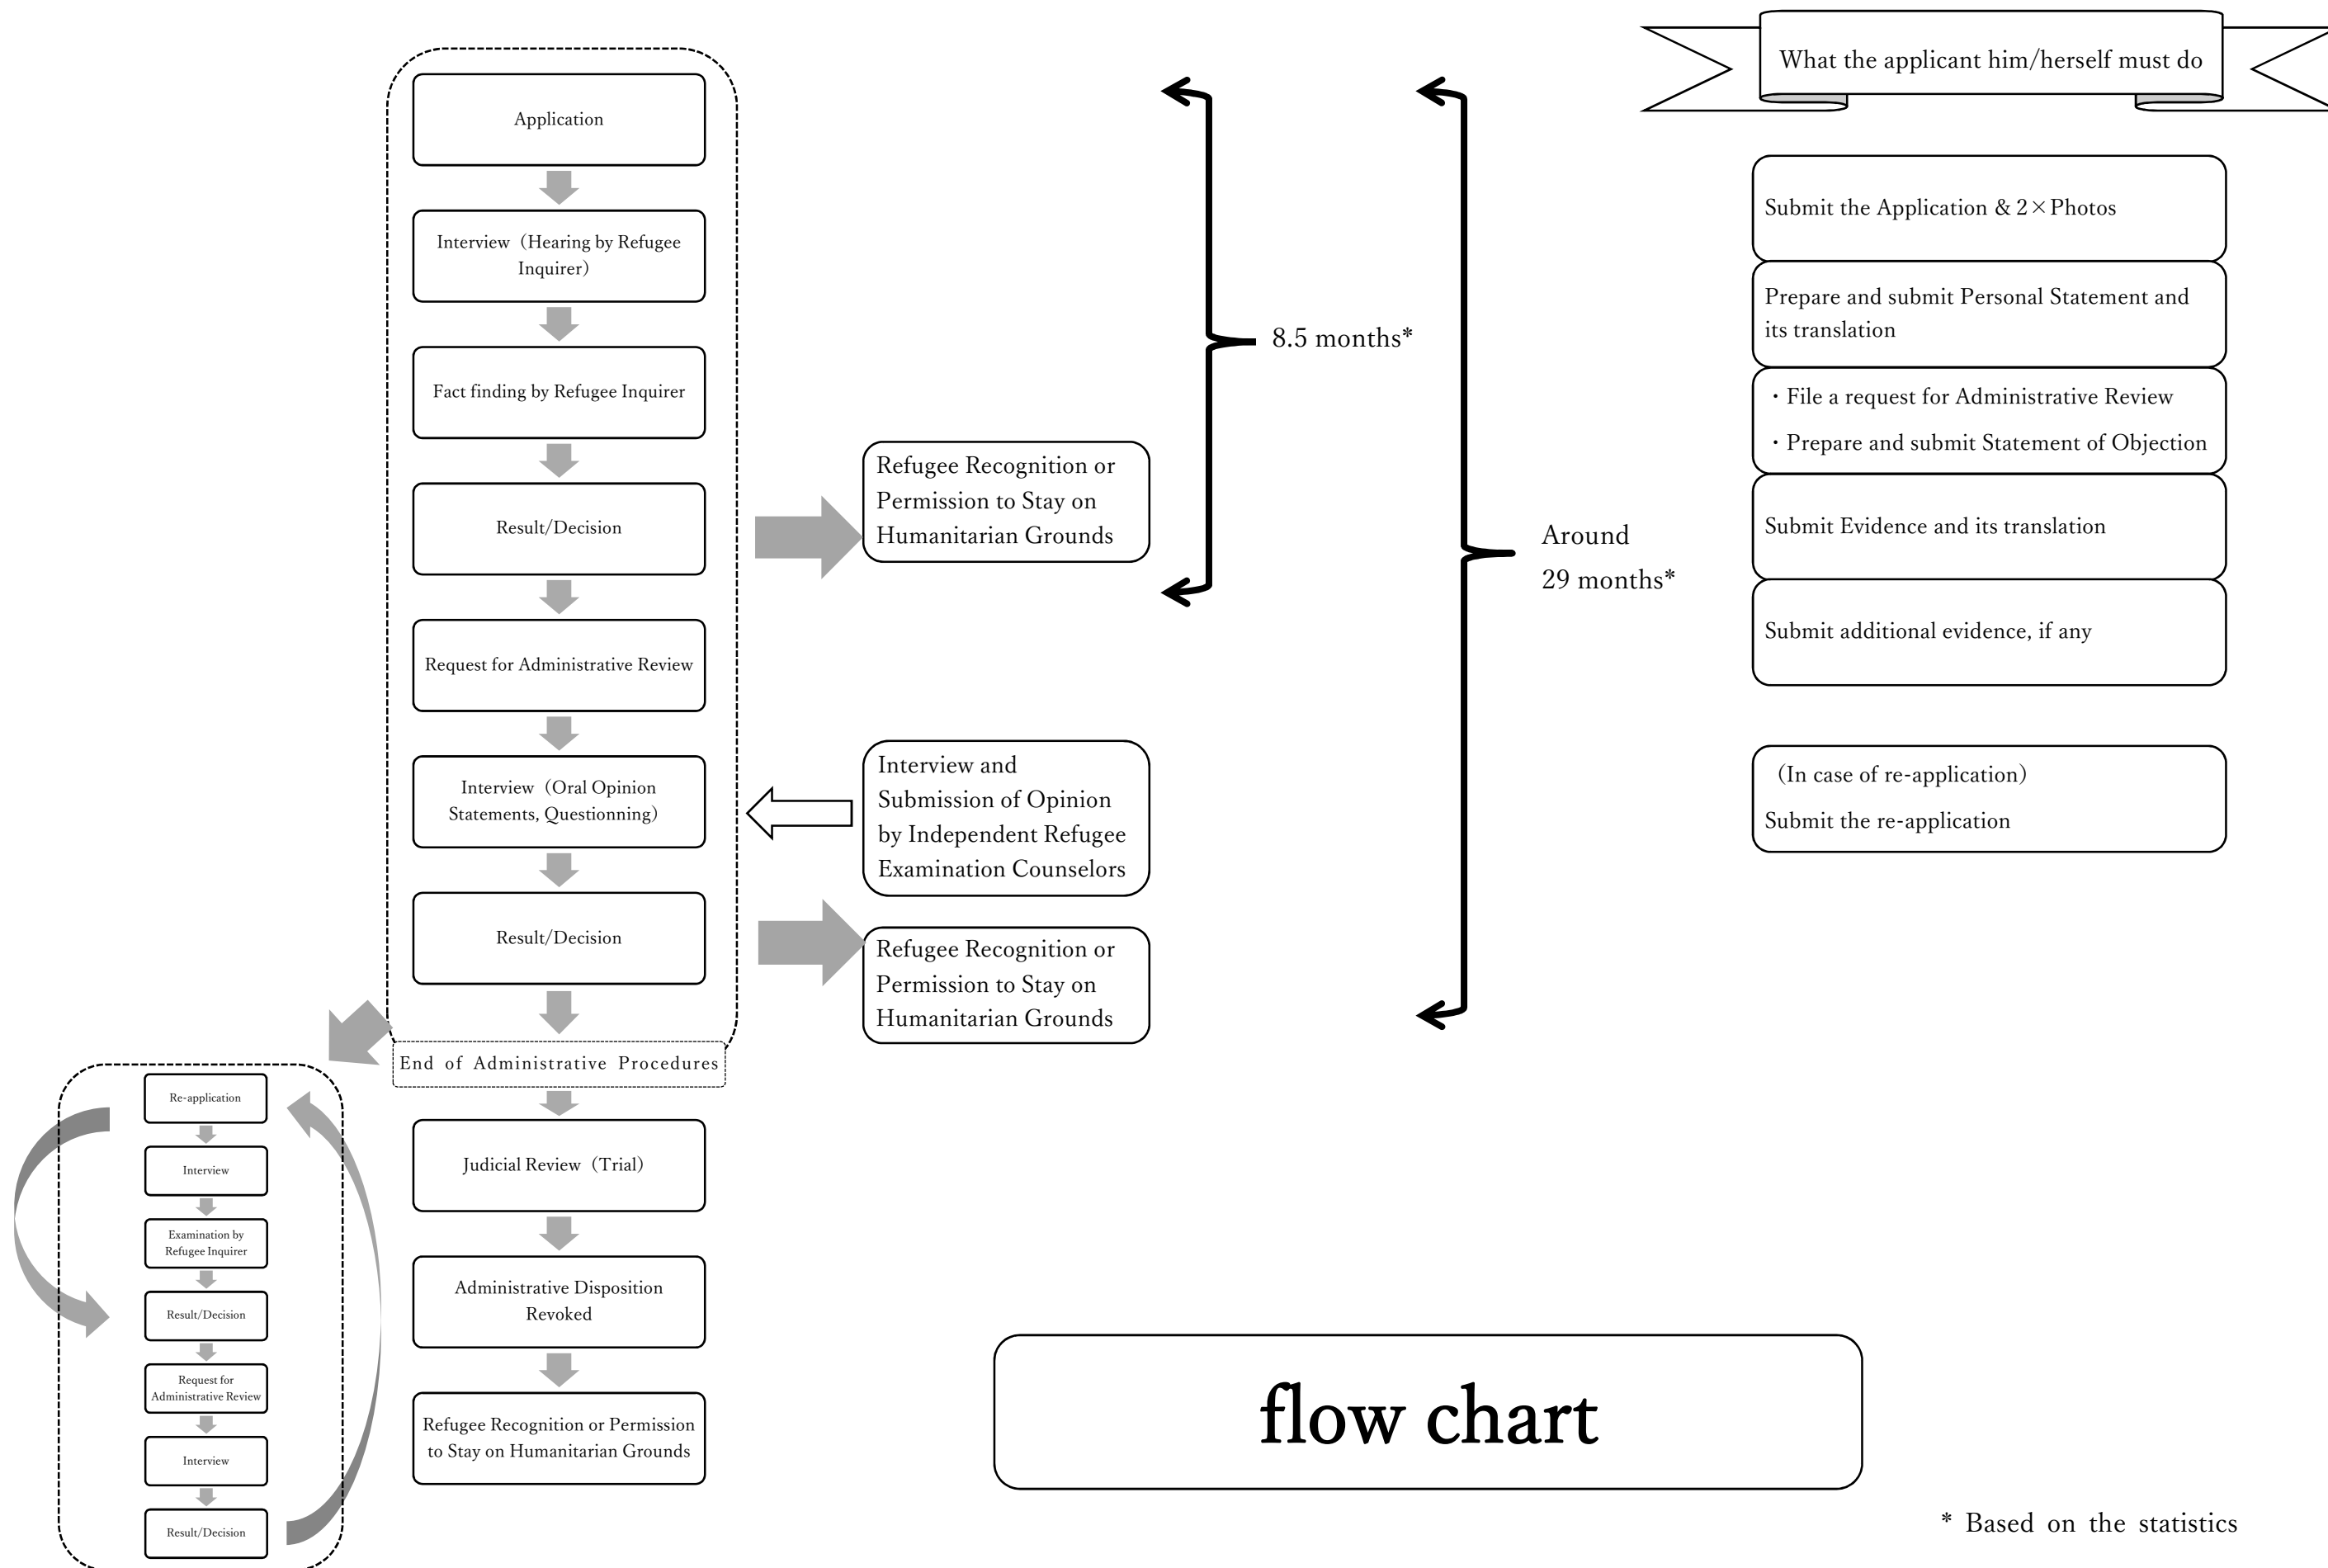 What the applicant him/herself must do
Application
Interview（Hearing by Refugee
Inquirer）
Fact finding by Refugee Inquirer
Result/Decision
Request for Administrative Review
Interview（Oral Opinion
Statements, Questionning）
Result/Decision
End of Administrative Procedures
Judicial Review（Trial）
Administrative Disposition
Revoked
Refugee Recognition or Permission
to Stay on Humanitarian Grounds
Refugee Recognition or
Permission to Stay on
Humanitarian Grounds
Interview and
Submission of Opinion
by Independent Refugee
Examination Counselors
Refugee Recognition or
Permission to Stay on
Humanitarian Grounds
8.5 months*
Around
29 months*
Submit the Application & 2×Photos
Prepare and submit Personal Statement and
its translation
・File a request for Administrative Review
・Prepare and submit Statement of Objection
Submit Evidence and its translation
Submit additional evidence, if any
（In case of re-application）
Submit the re-application
Re-application
Interview
Examination by
Refugee Inquirer
Result/Decision
Request for
Administrative Review
Interview
Result/Decision
flow chart
* Based on the statistics